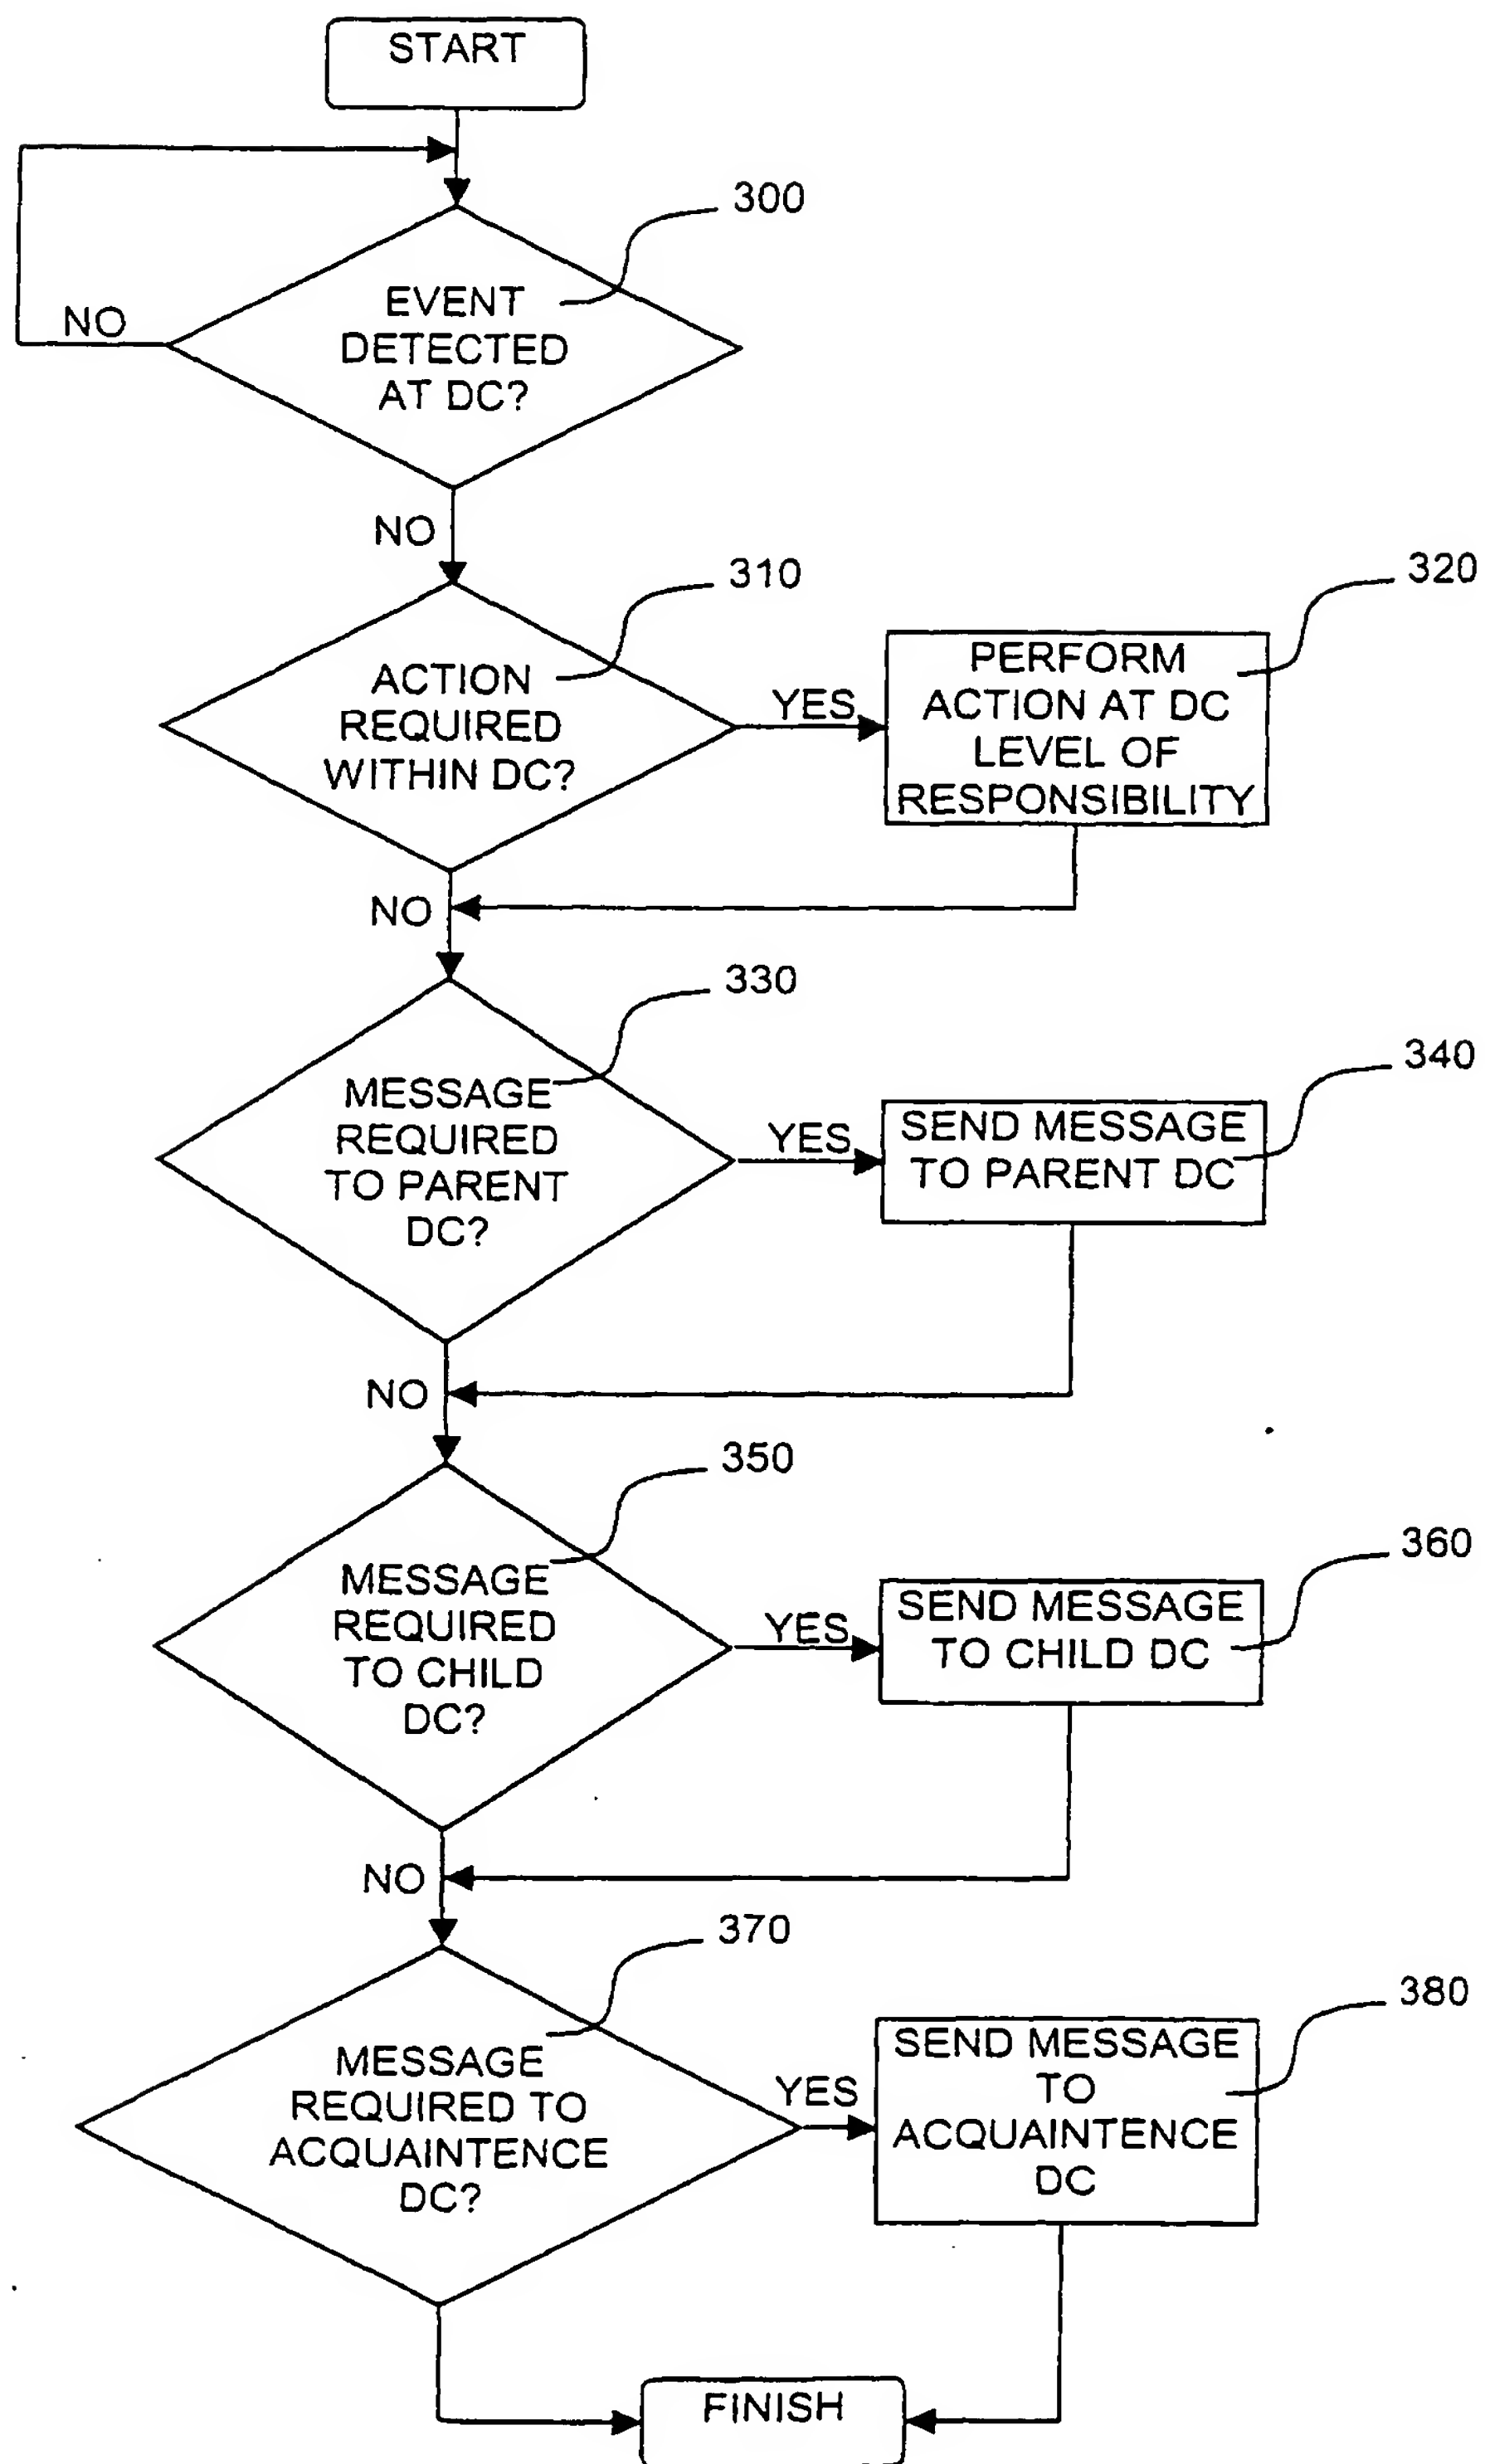 START
300
EVENT
DETECTED
AT DC?
NO
NO
310
ACTION
REQUIRED
WITHIN DC?
YES
320
PERFORM
ACTION AT DC
LEVEL OF
RESPONSIBILITY
NO
330
MESSAGE
REQUIRED
TO PARENT
DC?
YES
340
SEND MESSAGE
TO PARENT DC
NO
350
MESSAGE
REQUIRED
TO CHILD
DC?
YES
360
SEND MESSAGE
TO CHILD DC
NO
370
MESSAGE
REQUIRED TO
ACQUAINTENCE
DC?
YES
380
SEND MESSAGE
TO
ACQUAINTENCE
DC
FINISH